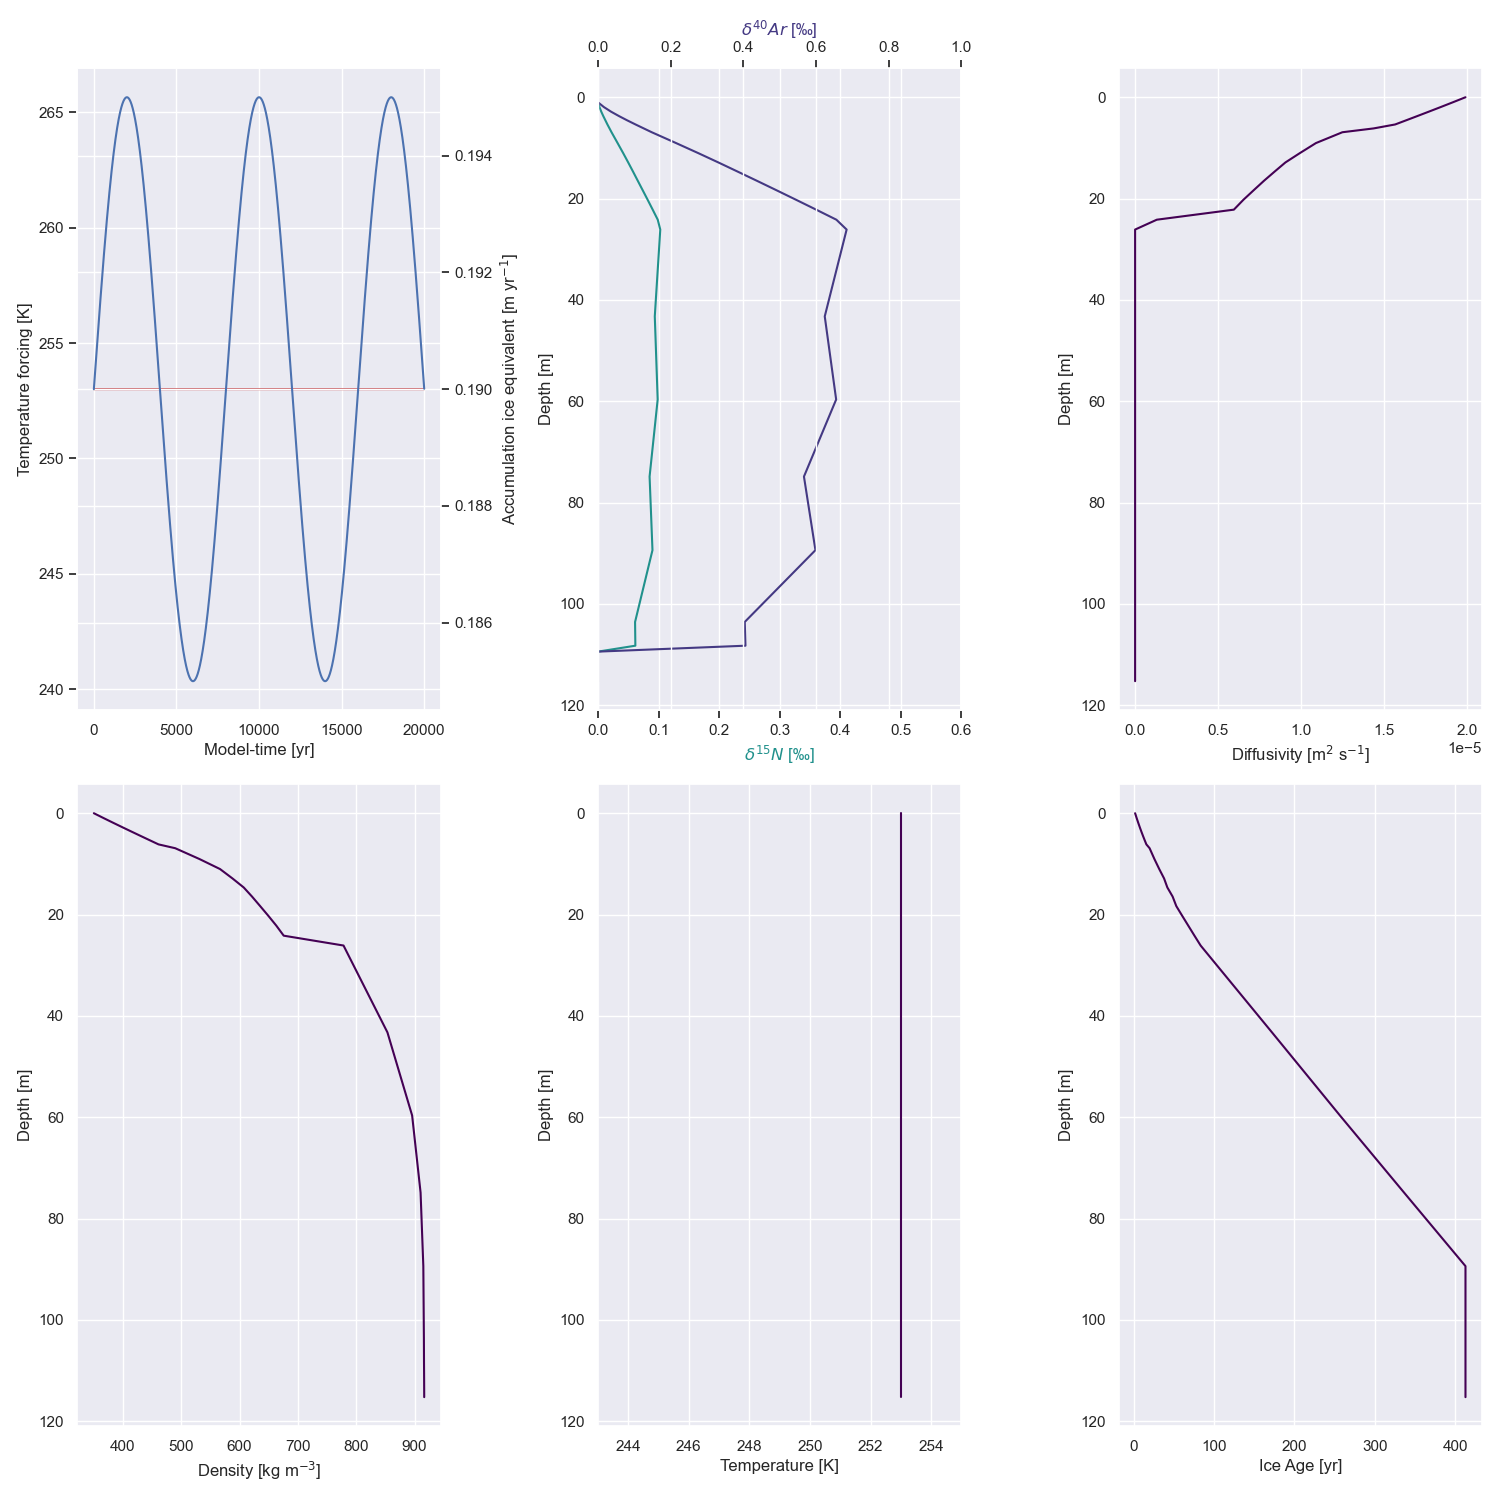 265
260
255
250
245
240
Temperature forcing [K]
0.194
0.192
0.190
0.188
0.186
Accumulation ice equivalent [m yr⁻¹]
0 5000 10000 15000 20000
Model-time [yr]
δ⁴⁰Ar [‰]
0.0 0.2 0.4 0.6 0.8 1.0
0
20
40
60
80
100
120
Depth [m]
0.0 0.1 0.2 0.3 0.4 0.5 0.6
δ¹⁵N [‰]
0
20
40
60
80
100
120
Depth [m]
0.0 0.5 1.0 1.5 2.0
1e−5
Diffusivity [m² s⁻¹]
0
20
40
60
80
100
120
Depth [m]
400 500 600 700 800 900
Density [kg m⁻³]
0
20
40
60
80
100
120
Depth [m]
244 246 248 250 252 254
Temperature [K]
0
20
40
60
80
100
120
Depth [m]
0 100 200 300 400
Ice Age [yr]